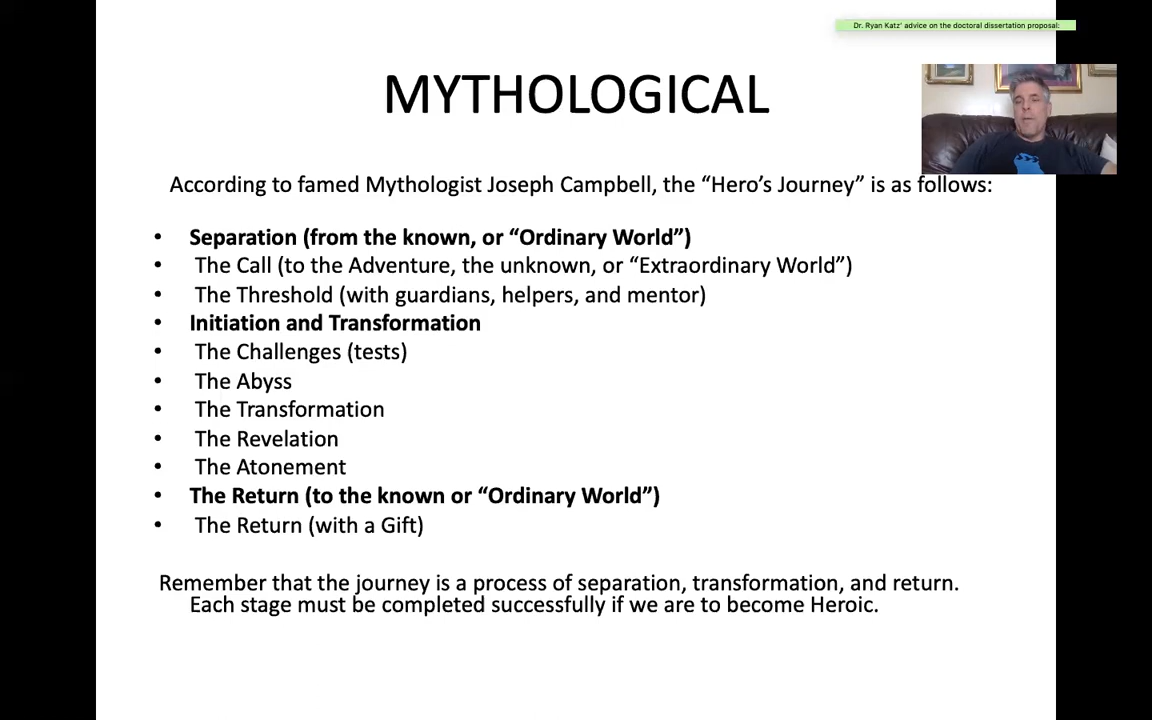 Dr. Ryan Katz' advice on the doctoral dissertation proposal:
MYTHOLOGICAL
According to famed Mythologist Joseph Campbell, the “Hero’s Journey” is as follows:
• Separation (from the known, or “Ordinary World”)
• The Call (to the Adventure, the unknown, or “Extraordinary World”)
• The Threshold (with guardians, helpers, and mentor)
• Initiation and Transformation
• The Challenges (tests)
• The Abyss
• The Transformation
• The Revelation
• The Atonement
• The Return (to the known or “Ordinary World”)
• The Return (with a Gift)
Remember that the journey is a process of separation, transformation, and return.
Each stage must be completed successfully if we are to become Heroic.